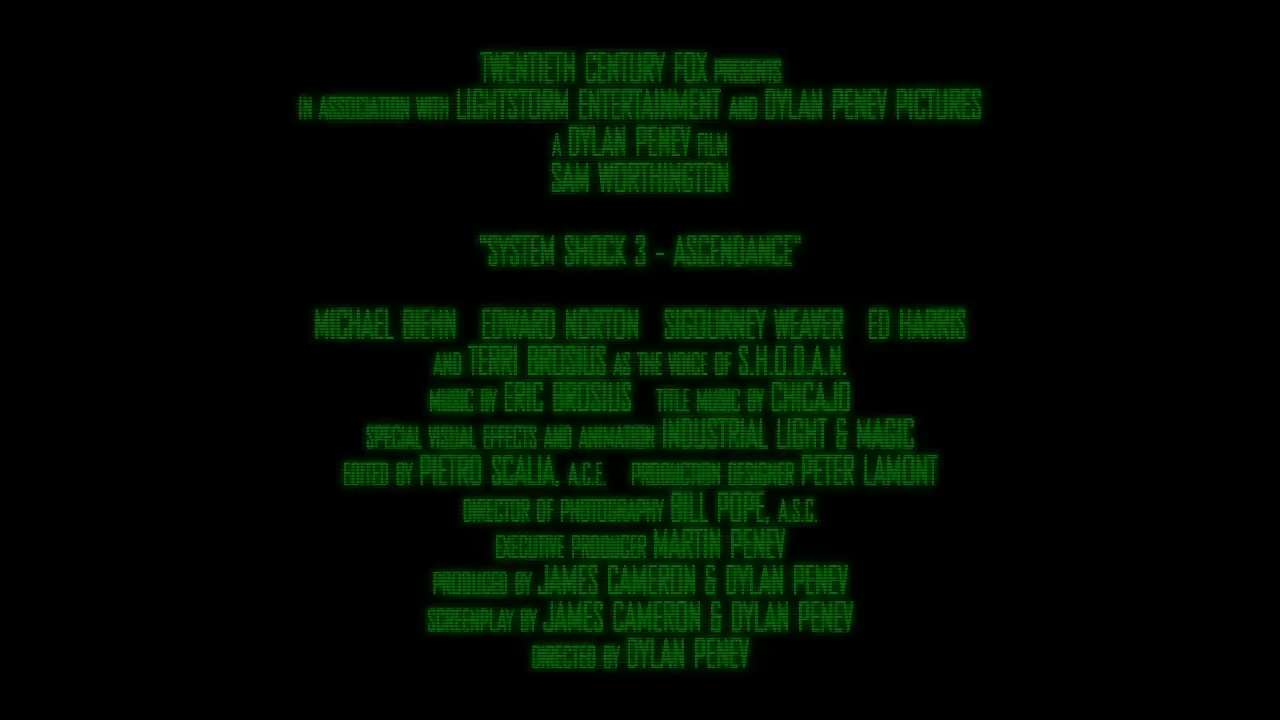 TWENTIETH CENTURY FOX PRESENTS
IN ASSOCIATION WITH LIGHTSTORM ENTERTAINMENT AND DYLAN PENEV PICTURES
A DYLAN PENEV FILM
SAM WORTHINGTON
"SYSTEM SHOCK 3 - ASCENDANCE"
MICHAEL BIEHN EDWARD NORTON SIGOURNEY WEAVER ED HARRIS
AND TERRI BROSIUS AS THE VOICE OF S.H.O.D.A.N.
MUSIC BY ERIC BROSIUS TITLE MUSIC BY CHICAJO
SPECIAL VISUAL EFFECTS AND ANIMATION INDUSTRIAL LIGHT & MAGIC
EDITED BY PIETRO SCALIA, A.C.E. PRODUCTION DESIGNER PETER LAMONT
DIRECTOR OF PHOTOGRAPHY BILL POPE, A.S.C.
EXECUTIVE PRODUCER MARTIN PENEV
PRODUCED BY JAMES CAMERON & DYLAN PENEV
SCREENPLAY BY JAMES CAMERON & DYLAN PENEV
DIRECTED BY DYLAN PENEV